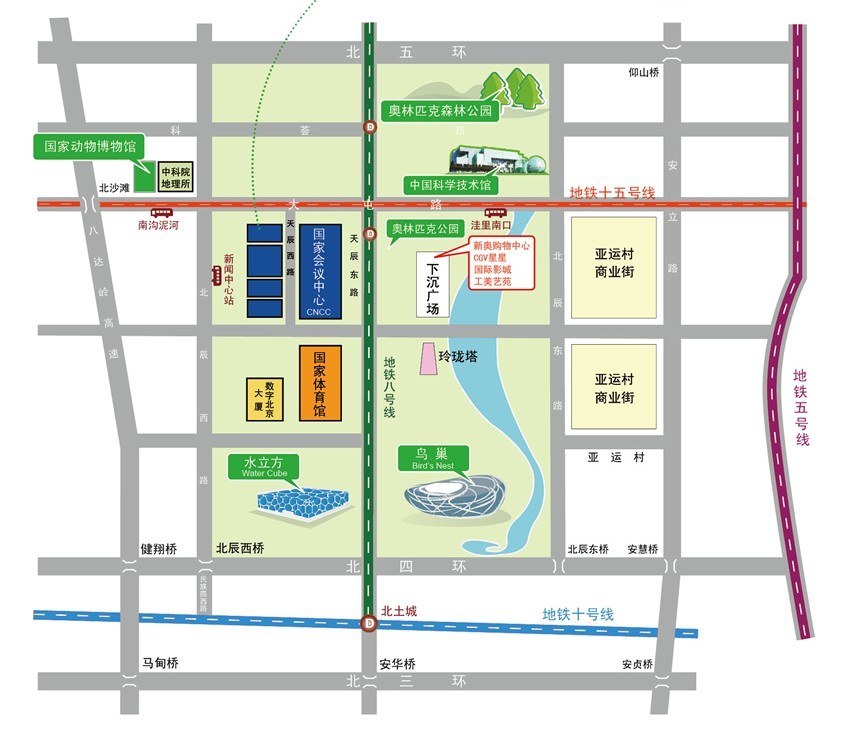 北 五 环
仰山桥
奥林匹克森林公园
科 荟 路
国家动物博物馆
中科院
地理所
中国科学技术馆
北沙滩
地铁十五号线
大 屯 路
南沟泥河
洼里南口
奥林匹克公园
安 立 路
八达岭高速
新闻中心站
天辰西路
国家会议中心
CNCC
天辰东路
下沉广场
新奥购物中心
CGV星星
国际影城
工美艺苑
北辰东路
亚运村
商业街
北辰西路
国家体育馆
数字北京
大厦
地铁八号线
玲珑塔
亚运村
商业街
地铁五号线
水立方
Water Cube
鸟 巢
Bird's Nest
亚 运 村
健翔桥
北辰西桥
北辰东桥
安慧桥
北 四 环
民族园西路
北土城
地铁十号线
马甸桥
安华桥
安贞桥
北 三 环